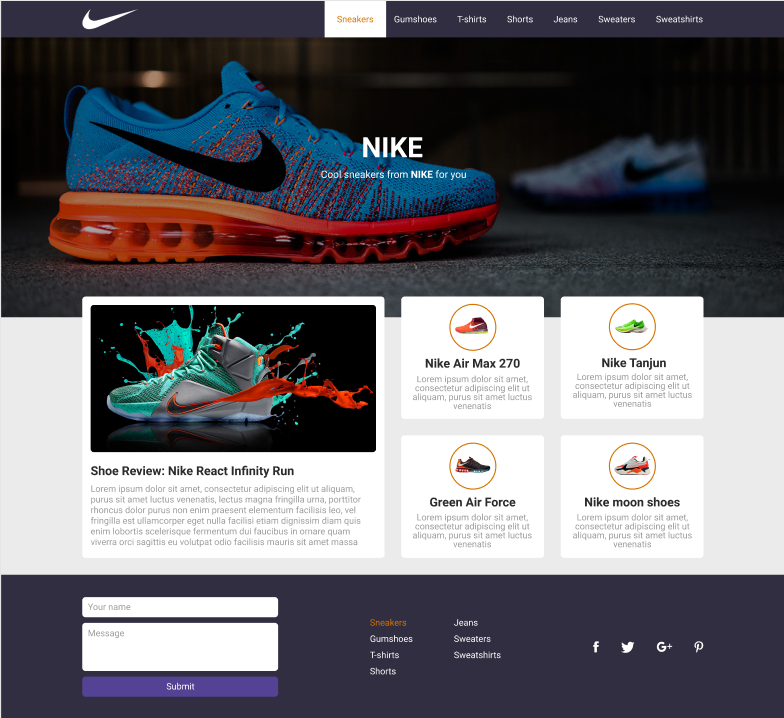 Sneakers Gumshoes T-shirts Shorts Jeans Sweaters Sweatshirts
NIKE
Cool sneakers from NIKE for you
Shoe Review: Nike React Infinity Run
Lorem ipsum dolor sit amet, consectetur adipiscing elit ut aliquam,
purus sit amet luctus venenatis, lectus magna fringilla urna, porttitor
rhoncus dolor purus non enim praesent elementum facilisis leo, vel
fringilla est ullamcorper eget nulla facilisi etiam dignissim diam quis
enim lobortis scelerisque fermentum dui faucibus in ornare quam
viverra orci sagittis eu volutpat odio facilisis mauris sit amet massa
Nike Air Max 270
Lorem ipsum dolor sit amet,
consectetur adipiscing elit ut
aliquam, purus sit amet luctus
venenatis
Nike Tanjun
Lorem ipsum dolor sit amet,
consectetur adipiscing elit ut
aliquam, purus sit amet luctus
venenatis
Green Air Force
Lorem ipsum dolor sit amet,
consectetur adipiscing elit ut
aliquam, purus sit amet luctus
venenatis
Nike moon shoes
Lorem ipsum dolor sit amet,
consectetur adipiscing elit ut
aliquam, purus sit amet luctus
venenatis
Your name
Message
Submit
Sneakers
Gumshoes
T-shirts
Shorts
Jeans
Sweaters
Sweatshirts